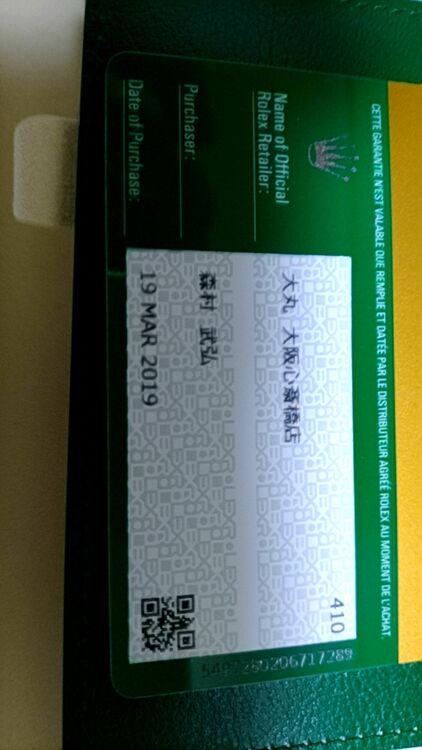 CETTE GARANTIE N'EST VALABLE QUE REMPLIE ET DATÉE PAR LE DISTRIBUTEUR AGRÉÉ ROLEX AU MOMENT DE L'ACHAT.
410
Name of Official
Rolex Retailer:
大丸 大阪心斎橋店
Purchaser:
森村 武弘
Date of Purchase:
19 MAR 2019